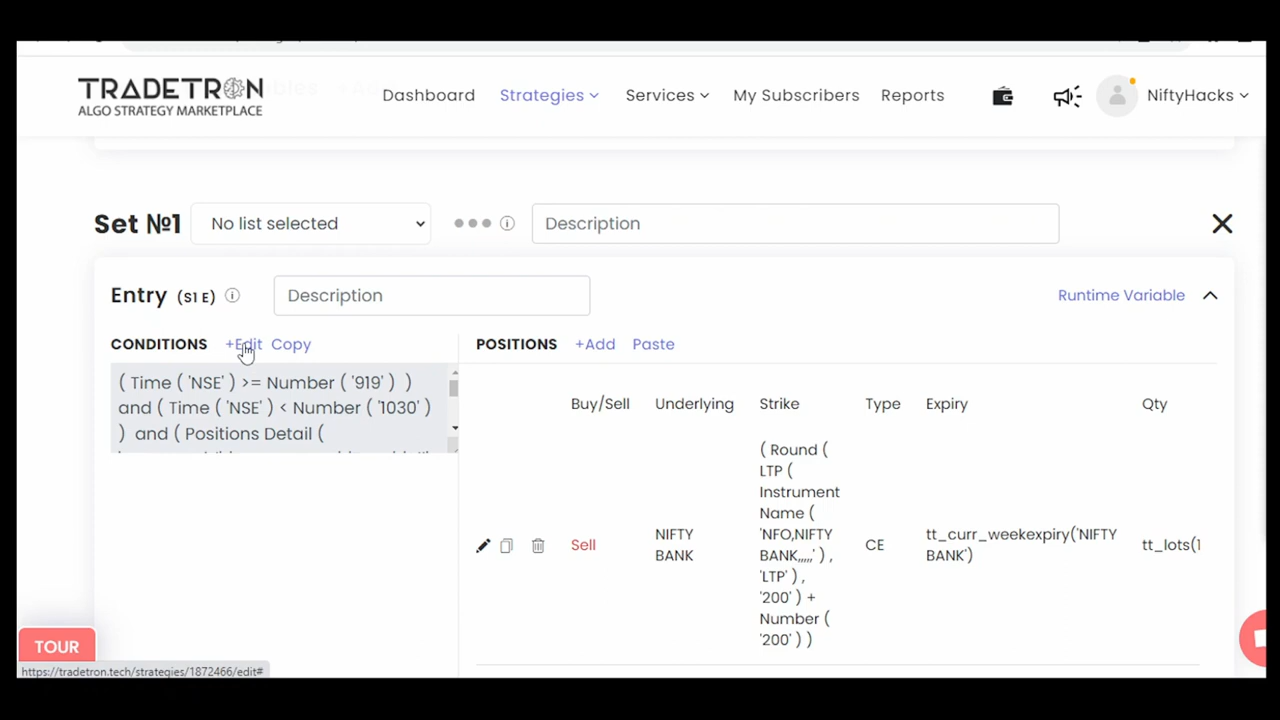 TRADETRON
ALGO STRATEGY MARKETPLACE
Dashboard
Strategies
Services
My Subscribers
Reports
NiftyHacks
Set №1
No list selected
Description
Entry (S1 E)
Description
Runtime Variable
CONDITIONS
+Edit
Copy
POSITIONS
+Add
Paste
( Time ( 'NSE' ) >= Number ( '919' ) )
and ( Time ( 'NSE' ) < Number ( '1030' )
) and ( Positions Detail (
Buy/Sell
Underlying
Strike
Type
Expiry
Qty
Sell
NIFTY
BANK
( Round (
LTP (
Instrument
Name (
'NFO,NIFTY
BANK,,,,,' ) ,
'LTP' ) ,
'200' ) +
Number (
'200' ) )
CE
tt_curr_weekexpiry('NIFTY
BANK')
tt_lots(1
TOUR
https://tradetron.tech/strategies/1872466/edit#